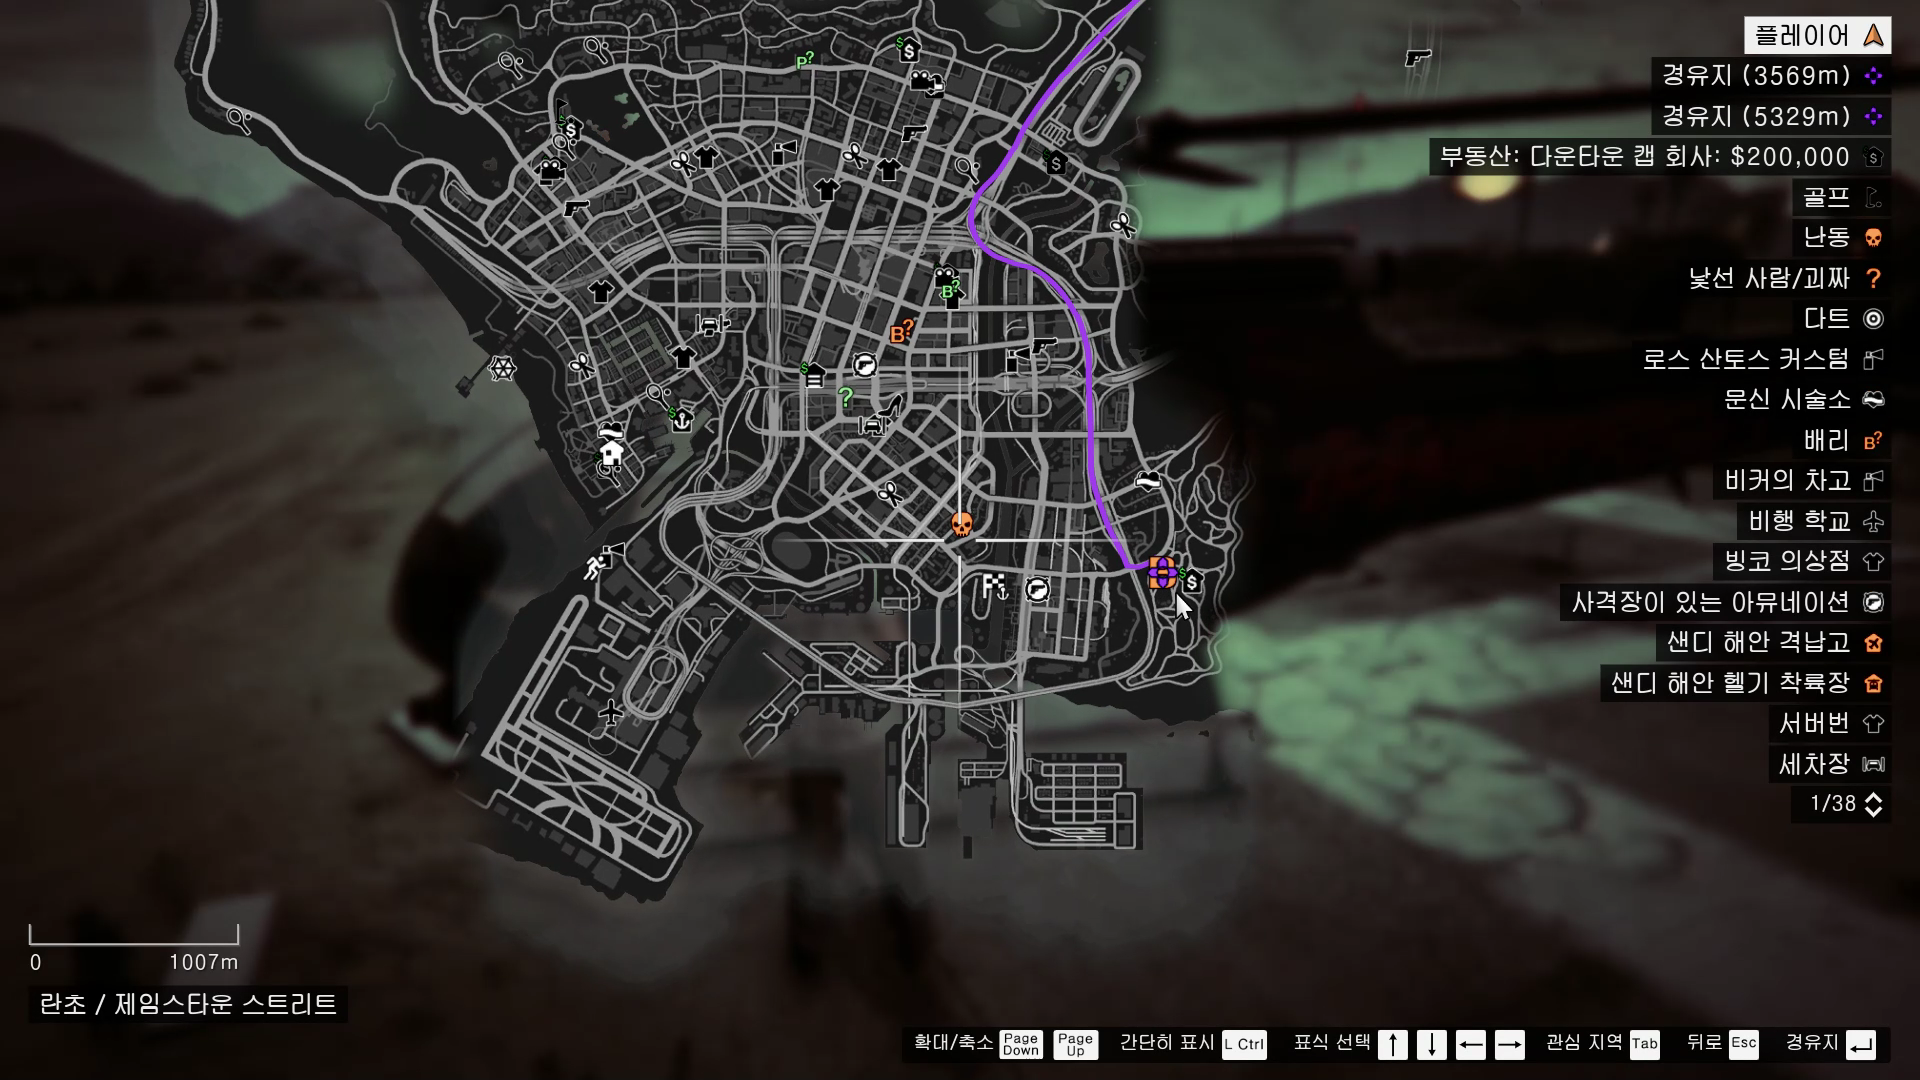 플레이어
경유지 (3569m)
경유지 (5329m)
부동산: 다운타운 캡 회사: $200,000
골프
난동
낯선 사람/괴짜
다트
로스 산토스 커스텀
문신 시술소
배리 B?
비커의 차고
비행 학교
빙코 의상점
사격장이 있는 아뮤네이션
샌디 해안 격납고
샌디 해안 헬기 착륙장
서버번
세차장
1/38
P?
B?
B?
?
0 1007m
란초 / 제임스타운 스트리트
확대/축소 Page Down Page Up 간단히 표시 L Ctrl 표식 선택 ↑ ↓ ← → 관심 지역 Tab 뒤로 Esc 경유지